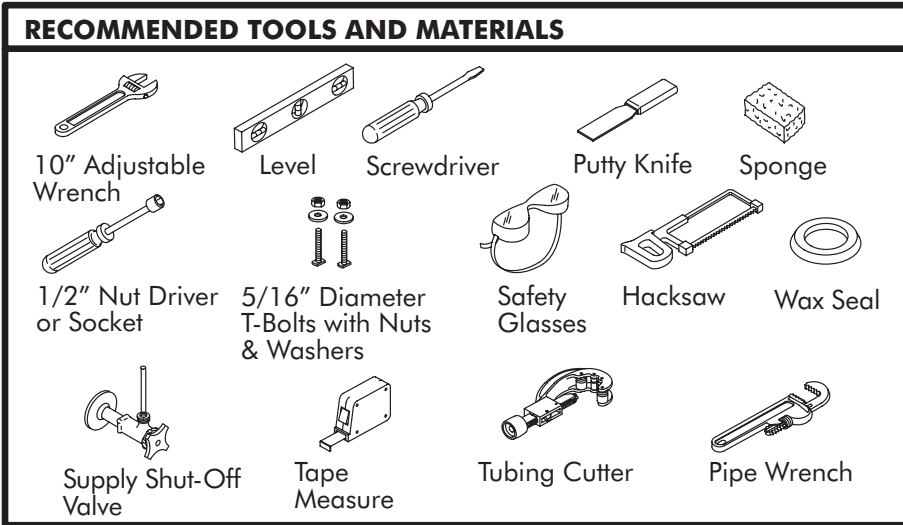 RECOMMENDED TOOLS AND MATERIALS
10” Adjustable
Wrench
Level
Screwdriver
Putty Knife
Sponge
1/2” Nut Driver
or Socket
5/16” Diameter
T-Bolts with Nuts
& Washers
Safety
Glasses
Hacksaw
Wax Seal
Supply Shut-Off
Valve
Tape
Measure
Tubing Cutter
Pipe Wrench